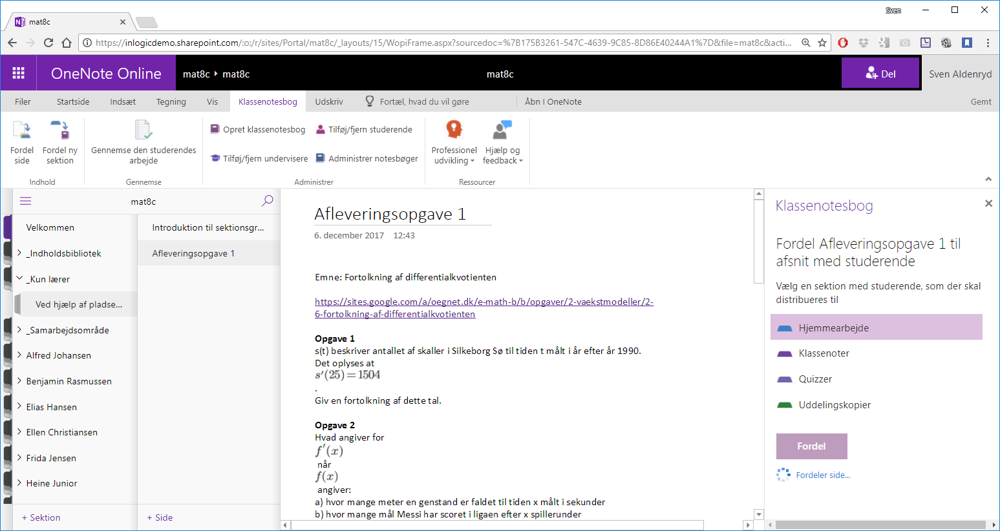 Sven
mat8c
https://inlogicdemo.sharepoint.com/:o:/r/sites/Portal/mat8c/_layouts/15/WopiFrame.aspx?sourcedoc=%7B175B3261-547C-4639-9C85-8D86E40244A1%7D&file=mat8c&acti...
OneNote Online
mat8c ▸ mat8c
mat8c
Del
Sven Aldenryd
Filer Startside Indsæt Tegning Vis Klassenotesbog Udskriv Fortæl, hvad du vil gøre Åbn I OneNote Gemt
Fordel
side
Fordel ny
sektion
Indhold
Gennemse den studerendes
arbejde
Gennemse
Opret klassenotesbog
Tilføj/fjern studerende
Tilføj/fjern undervisere
Administrer notesbøger
Administrer
Professionel
udvikling
Hjælp og
feedback
Ressourcer
mat8c
Velkommen
_Indholdsbibliotek
_Kun lærer
Ved hjælp af pladse...
_Samarbejdsområde
Alfred Johansen
Benjamin Rasmussen
Elias Hansen
Ellen Christiansen
Frida Jensen
Heine Junior
+ Sektion
Introduktion til sektionsgr...
Afleveringsopgave 1
+ Side
Afleveringsopgave 1
6. december 2017 12:43
Emne: Fortolkning af differentialkvotienten
https://sites.google.com/a/oegnet.dk/e-math-b/b/opgaver/2-vaekstmodeller/2-
6-fortolkning-af-differentialkvotienten
Opgave 1
s(t) beskriver antallet af skaller i Silkeborg Sø til tiden t målt i år efter år 1990.
Det oplyses at
s′(25) = 1504
.
Giv en fortolkning af dette tal.
Opgave 2
Hvad angiver for
f′(x)
når
f(x)
angiver:
a) hvor mange meter en genstand er faldet til tiden x målt i sekunder
b) hvor mange mål Messi har scoret i ligaen efter x spillerunder
Klassenotesbog
Fordel Afleveringsopgave 1 til
afsnit med studerende
Vælg en sektion med studerende, som der skal
distribueres til
Hjemmearbejde
Klassenoter
Quizzer
Uddelingskopier
Fordel
Fordeler side...